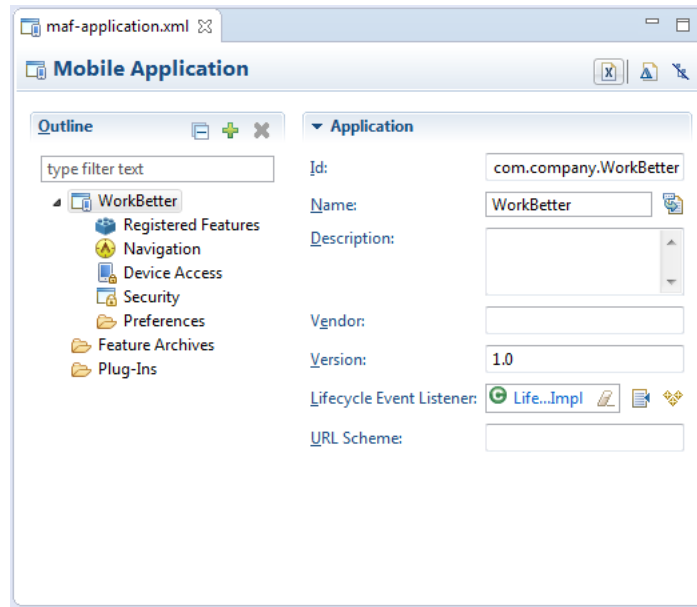 maf-application.xml
Mobile Application
Outline
type filter text
WorkBetter
Registered Features
Navigation
Device Access
Security
Preferences
Feature Archives
Plug-Ins
Application
Id: com.company.WorkBetter
Name: WorkBetter
Description:
Vendor:
Version: 1.0
Lifecycle Event Listener: Life...Impl
URL Scheme: